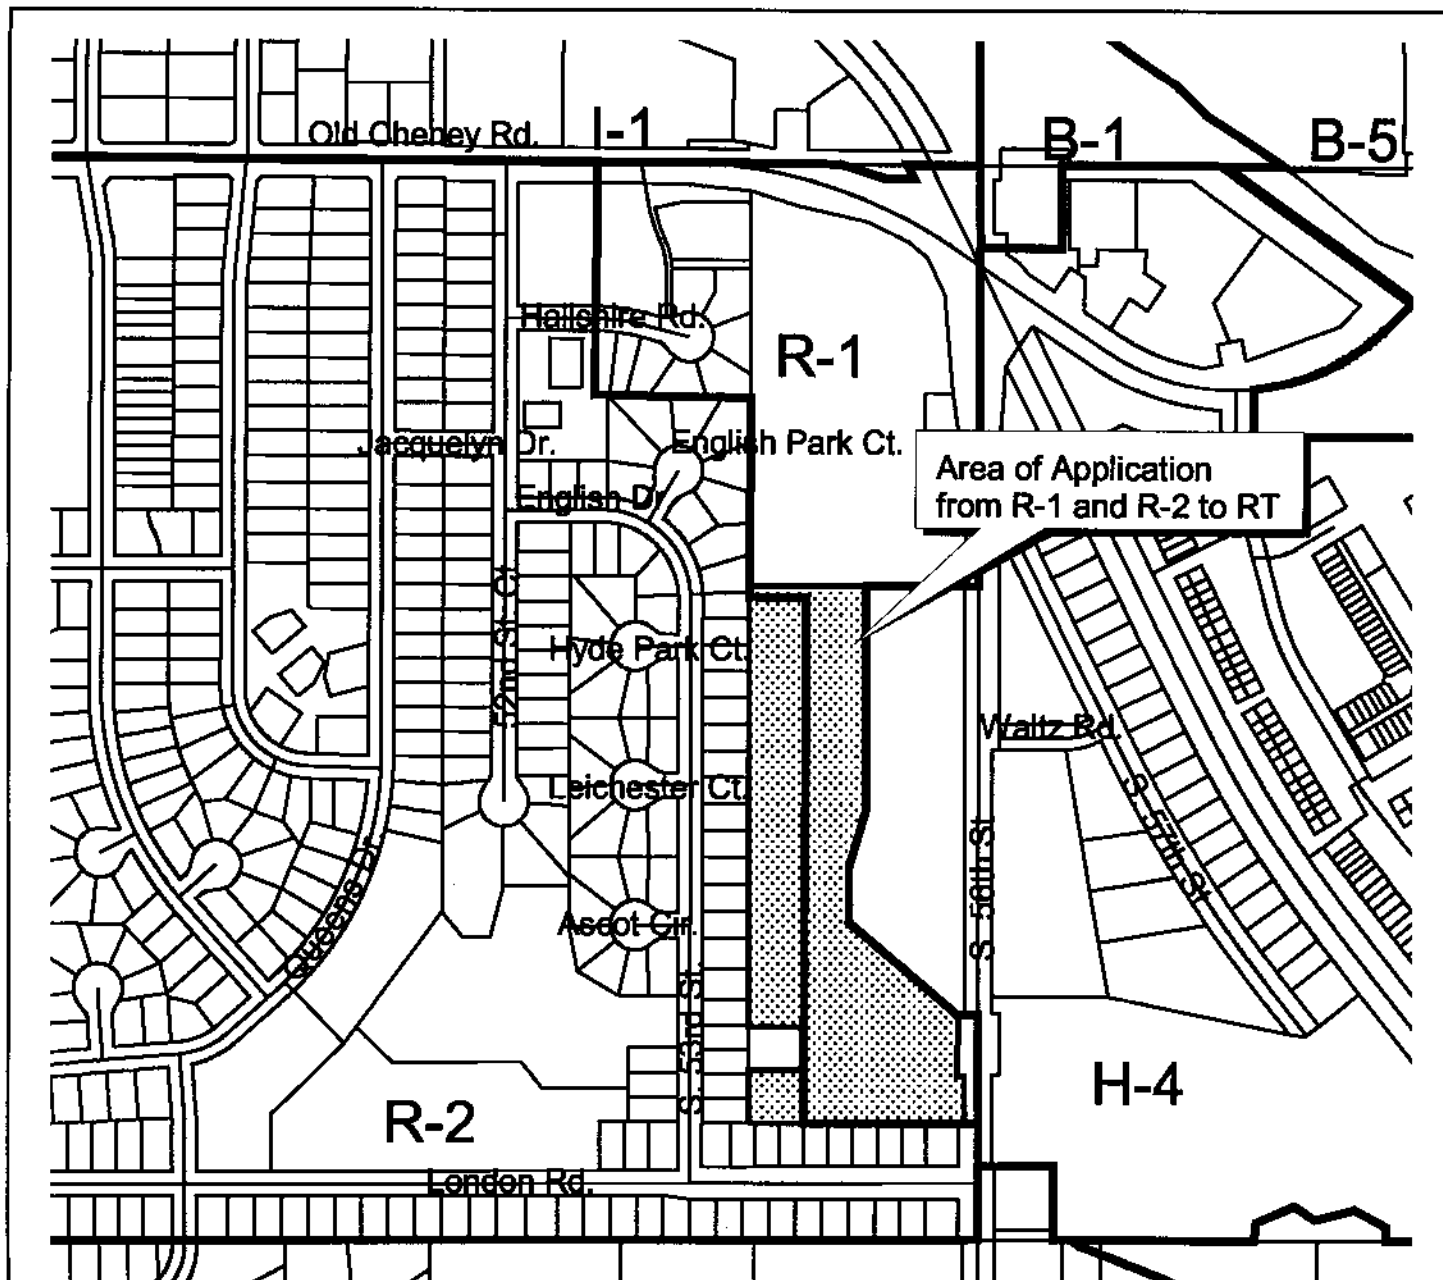 Old Cheney Rd.
I-1
B-1
B-5
Hailshire Rd.
R-1
Jacquelyn Dr.
English Park Ct.
Area of Application
from R-1 and R-2 to RT
English Dr.
52nd St Ct
Hyde Park Ct.
Waltz Rd.
Leichester Ct.
S 57th St
S 56th St
Queens Dr.
Ascot Cir.
S. 53rd St.
H-4
R-2
London Rd.